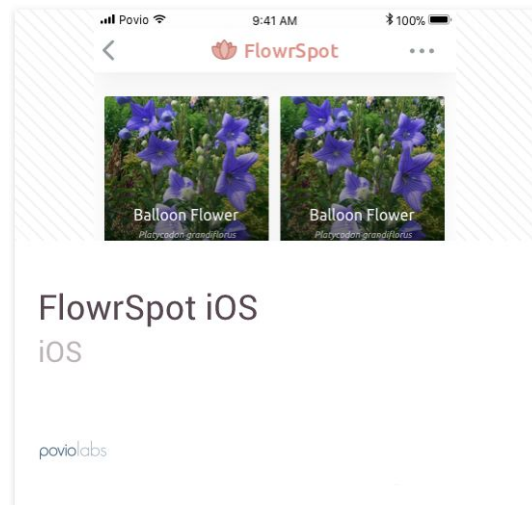 Povio 9:41 AM 100%
FlowrSpot
Balloon Flower Balloon Flower
Platycodon grandiflorus Platycodon grandiflorus
FlowrSpot iOS
iOS
poviolabs